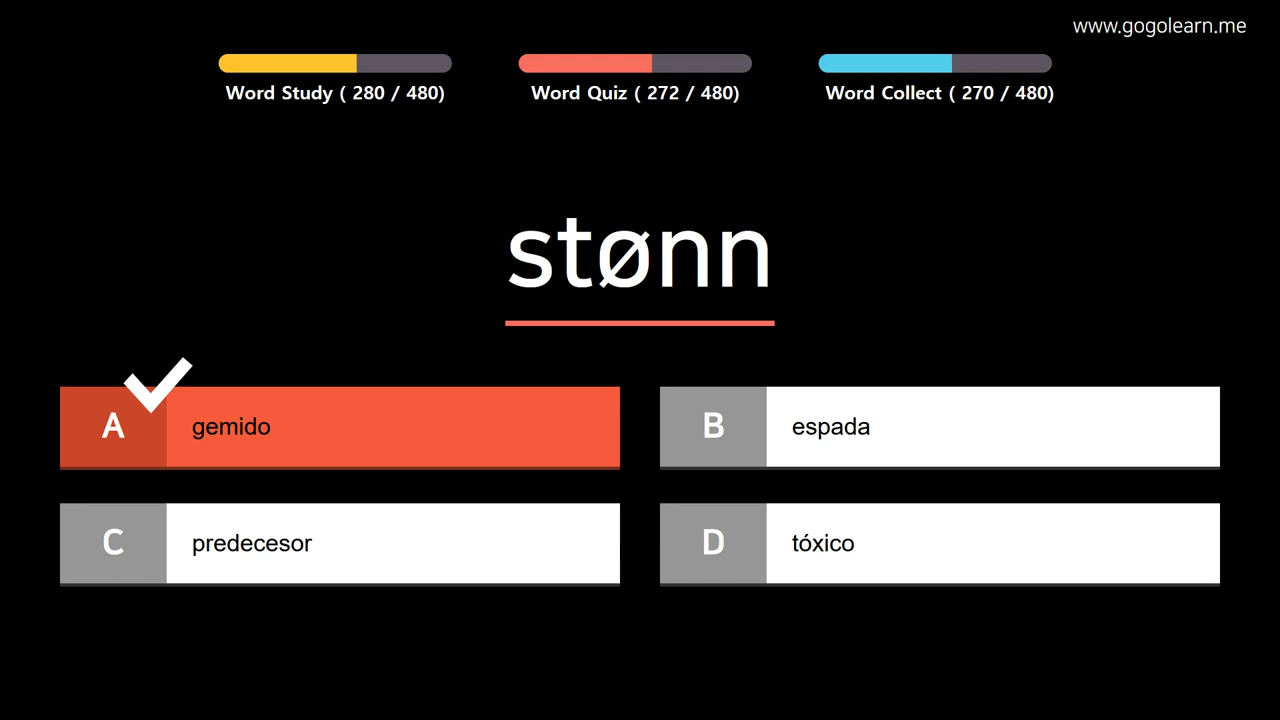 www.gogolearn.me
Word Study ( 280 / 480)
Word Quiz ( 272 / 480)
Word Collect ( 270 / 480)
stønn
A gemido
B espada
C predecesor
D tóxico